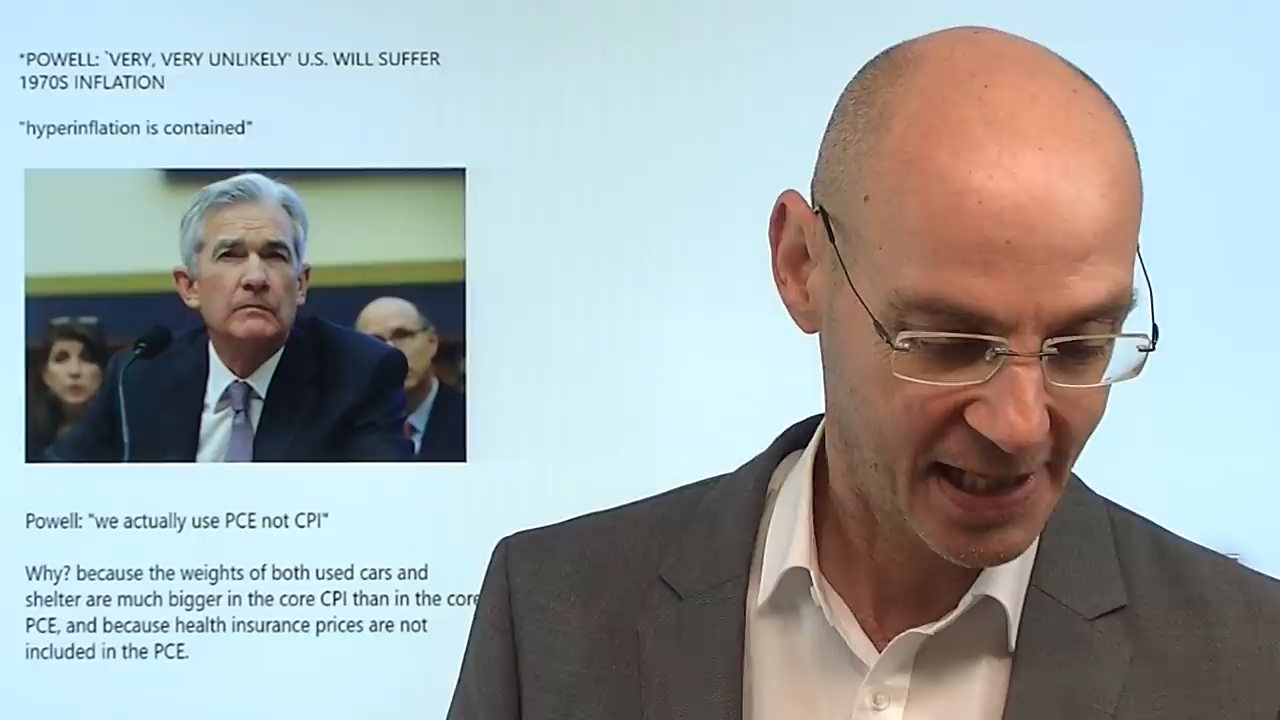 *POWELL: `VERY, VERY UNLIKELY' U.S. WILL SUFFER
1970S INFLATION
"hyperinflation is contained"
Powell: "we actually use PCE not CPI"
Why? because the weights of both used cars and
shelter are much bigger in the core CPI than in the core
PCE, and because health insurance prices are not
included in the PCE.